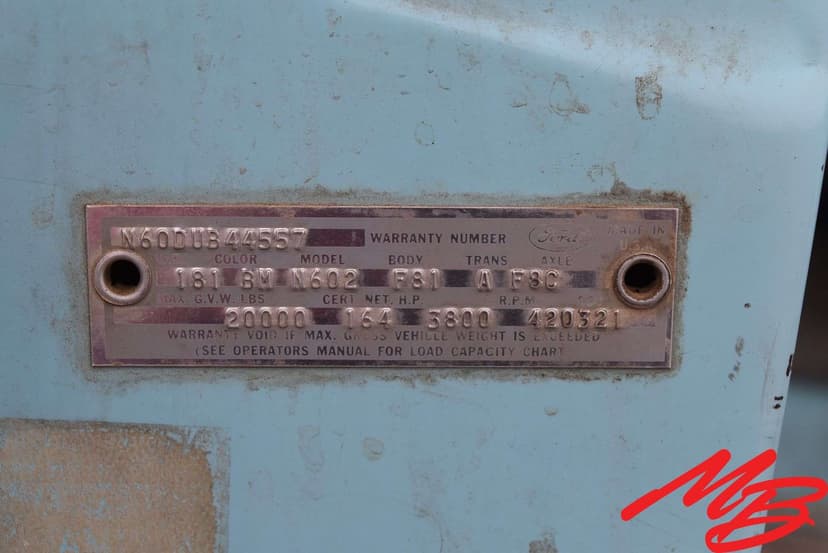 N60DUB44557 WARRANTY NUMBER Ford MADE IN
COLOR MODEL BODY TRANS AXLE
181 BM N602 F81 A F8C
MAX. G.V.W. LBS CERT. NET. H.P. R.P.M.
20000 164 3800 420321
WARRANTY VOID IF MAX. GROSS VEHICLE WEIGHT IS EXCEEDED
(SEE OPERATORS MANUAL FOR LOAD CAPACITY CHART
MB